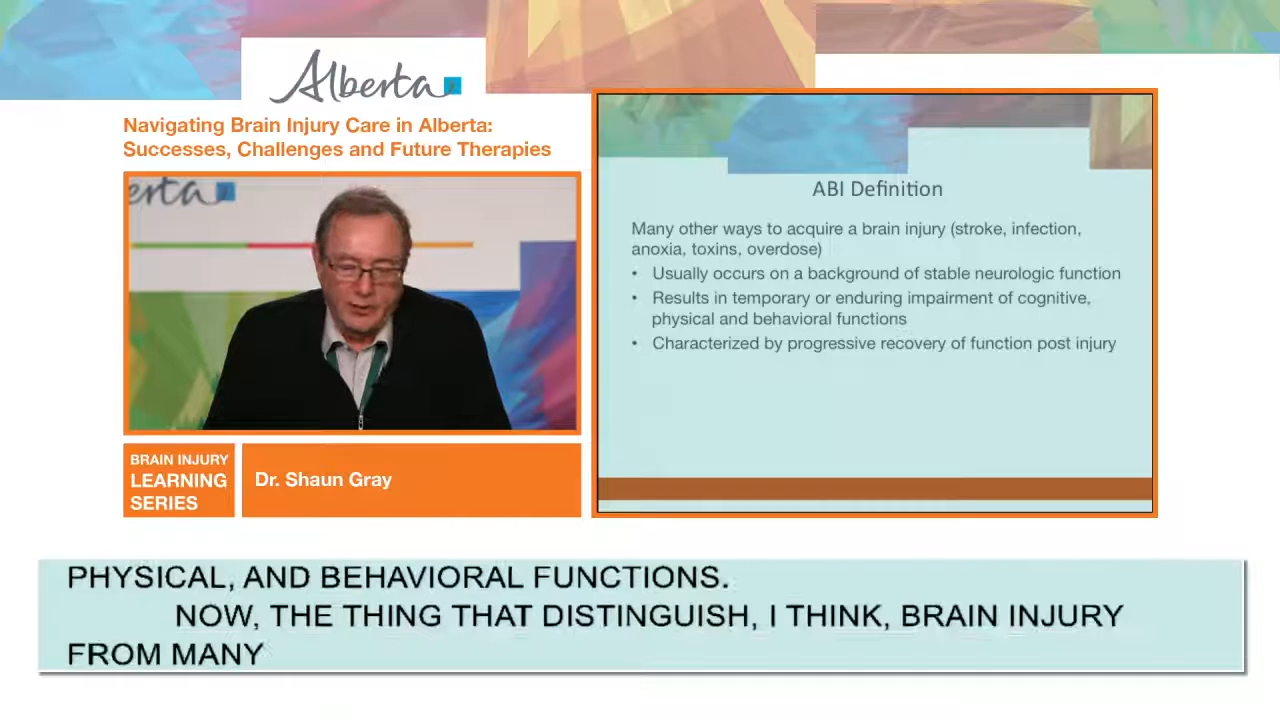 Alberta
Navigating Brain Injury Care in Alberta:
Successes, Challenges and Future Therapies
erta
BRAIN INJURY
LEARNING
SERIES
Dr. Shaun Gray
ABI Definition
Many other ways to acquire a brain injury (stroke, infection,
anoxia, toxins, overdose)
• Usually occurs on a background of stable neurologic function
• Results in temporary or enduring impairment of cognitive,
physical and behavioral functions
• Characterized by progressive recovery of function post injury
PHYSICAL, AND BEHAVIORAL FUNCTIONS.
NOW, THE THING THAT DISTINGUISH, I THINK, BRAIN INJURY
FROM MANY